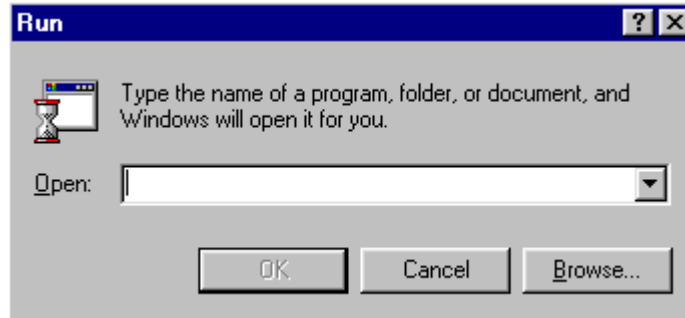 Run
Type the name of a program, folder, or document, and
Windows will open it for you.
Open:
OK Cancel Browse...